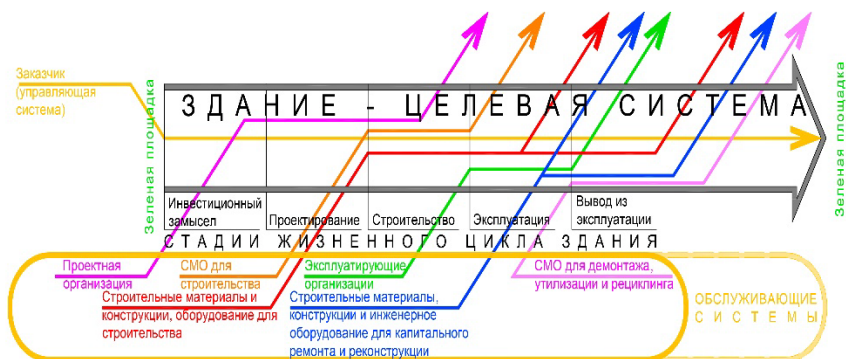 Заказчик
(управляющая
система)
Зеленая площадка
ЗДАНИЕ - ЦЕЛЕВАЯ СИСТЕМА
Зеленая площадка
Инвестиционный
замысел
Проектирование
Строительство
Эксплуатация
Вывод из
эксплуатации
СТАДИИ ЖИЗНЕННОГО ЦИКЛА ЗДАНИЯ
Проектная
организация
СМО для
строительства
Эксплуатирующие
организации
СМО для демонтажа,
утилизации и рециклинга
Строительные материалы и
конструкции, оборудование для
строительства
Строительные материалы,
конструкции и инженерное
оборудование для капитального
ремонта и реконструкции
ОБСЛУЖИВАЮЩИЕ
СИСТЕМЫ